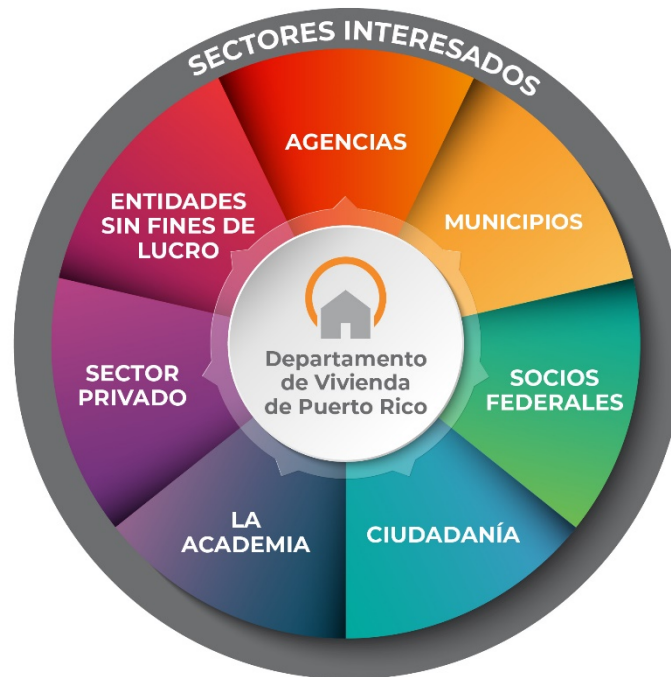 SECTORES INTERESADOS
AGENCIAS
MUNICIPIOS
SOCIOS
FEDERALES
CIUDADANÍA
LA
ACADEMIA
SECTOR
PRIVADO
ENTIDADES
SIN FINES DE
LUCRO
Departamento
de Vivienda
de Puerto Rico